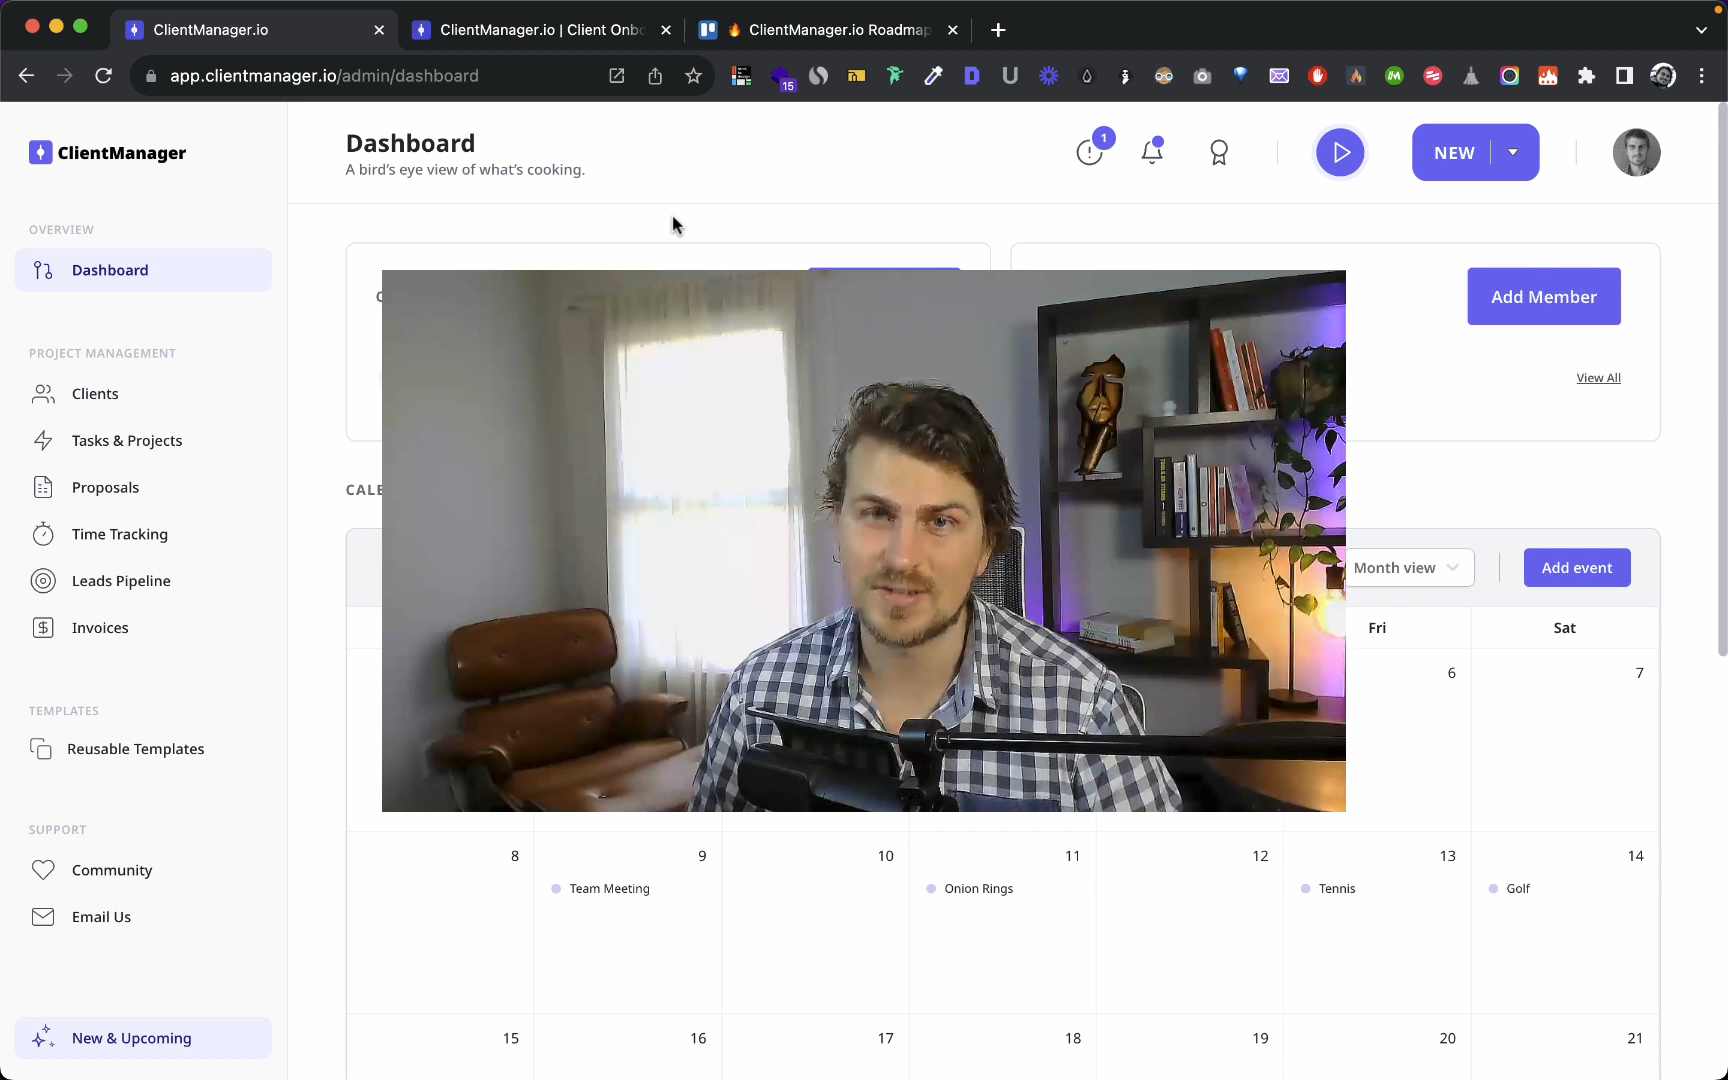 ClientManager.io
ClientManager.io | Client Onbo
🔥 ClientManager.io Roadmap
app.clientmanager.io/admin/dashboard
15
ClientManager
Dashboard
A bird’s eye view of what’s cooking.
1
NEW
OVERVIEW
Dashboard
PROJECT MANAGEMENT
Clients
Tasks & Projects
Proposals
Time Tracking
Leads Pipeline
Invoices
TEMPLATES
Reusable Templates
SUPPORT
Community
Email Us
New & Upcoming
Add Member
View All
CALE
Month view
Add event
Fri
Sat
6
7
8
9
10
11
12
13
14
Team Meeting
Onion Rings
Tennis
Golf
15
16
17
18
19
20
21